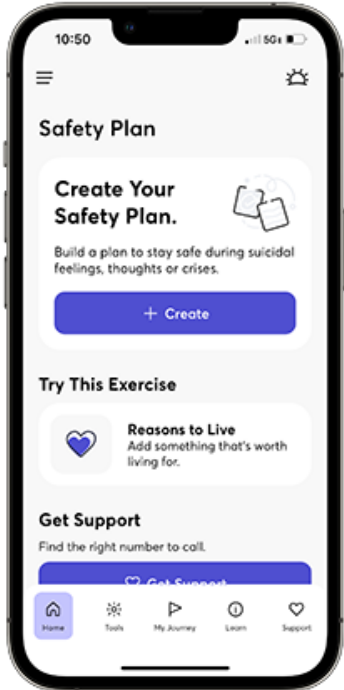 10:50
5G
Safety Plan
Create Your
Safety Plan.
Build a plan to stay safe during suicidal
feelings, thoughts or crises.
+ Create
Try This Exercise
Reasons to Live
Add something that's worth
living for.
Get Support
Find the right number to call.
Get Support
Home
Tools
My Journey
Learn
Support